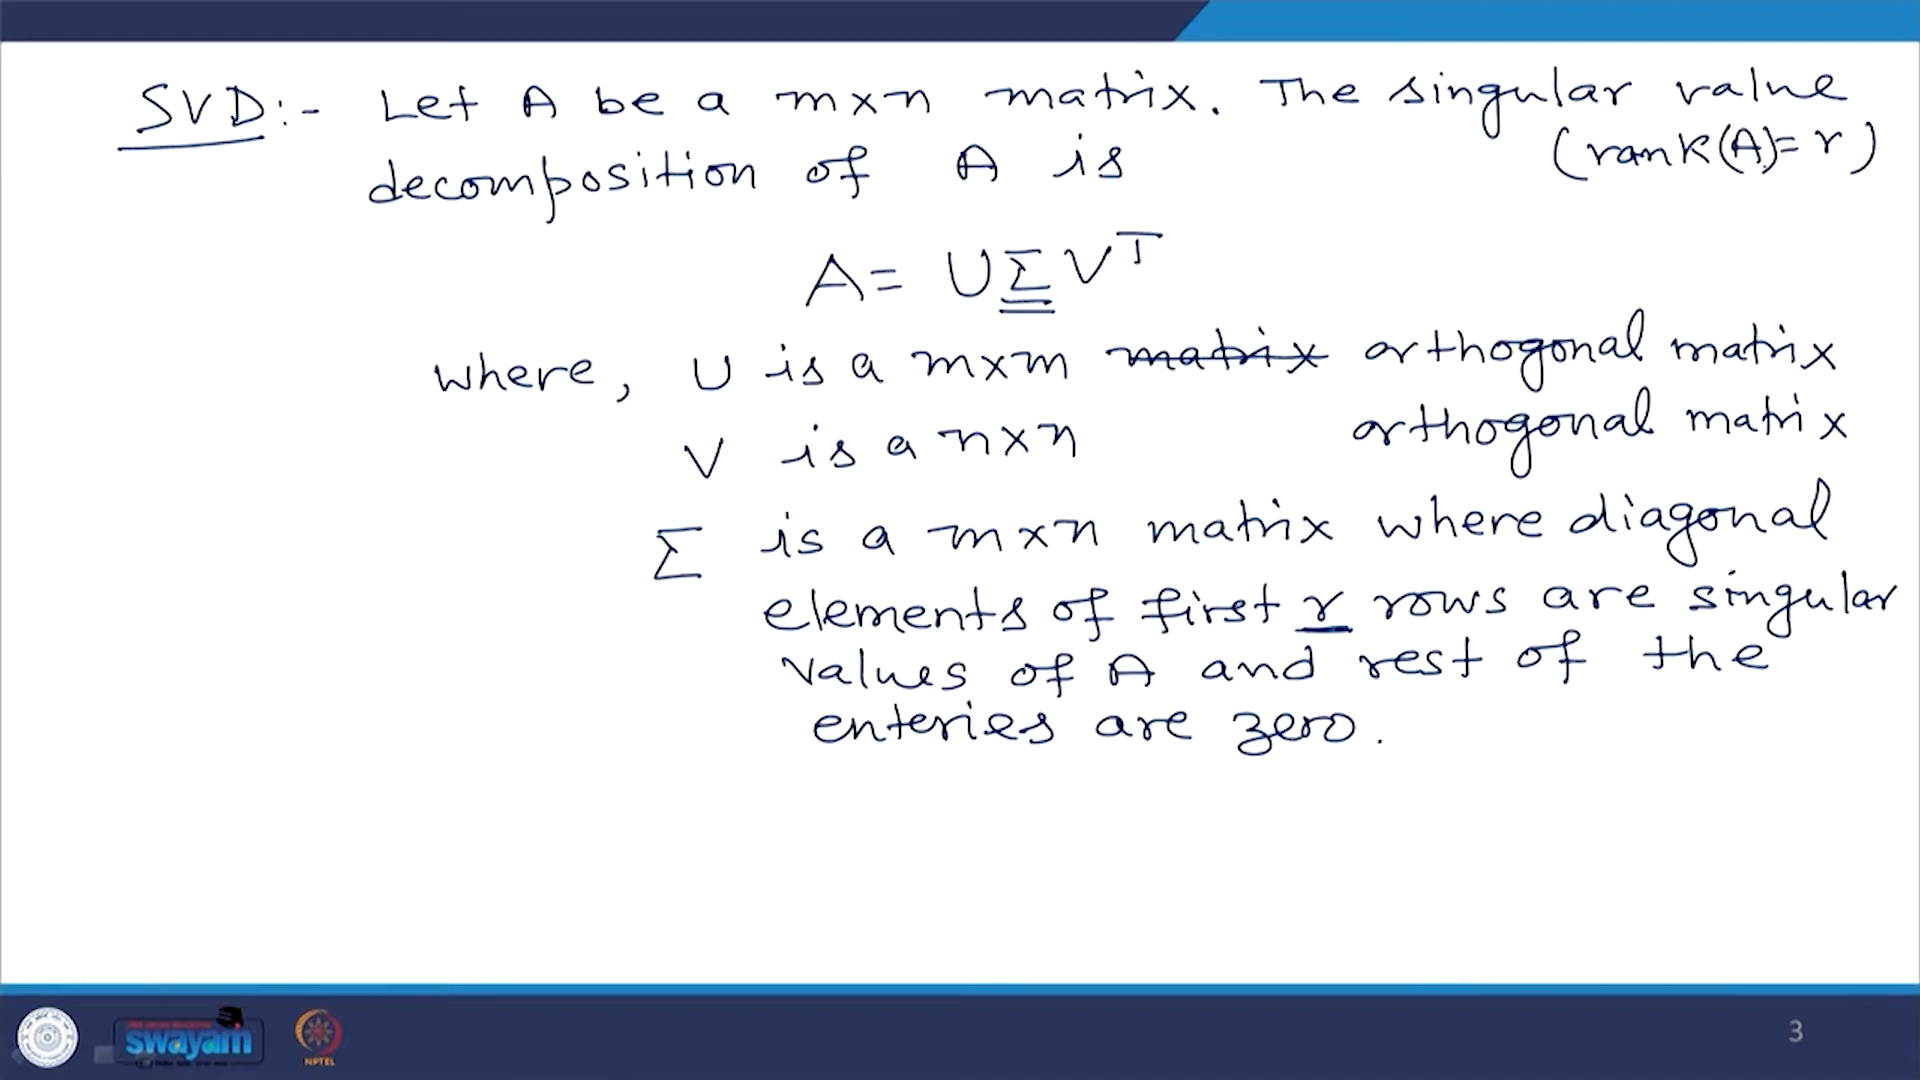 SVD:- Let A be a m×n matrix. The singular value
(rank(A)=r)
decomposition of A is
A= UΣV^T
where, U is a m×m matrix orthogonal matrix
V is a n×n orthogonal matrix
Σ is a m×n matrix where diagonal
elements of first r rows are singular
values of A and rest of the
enteries are zero.
swayam
NPTEL
3